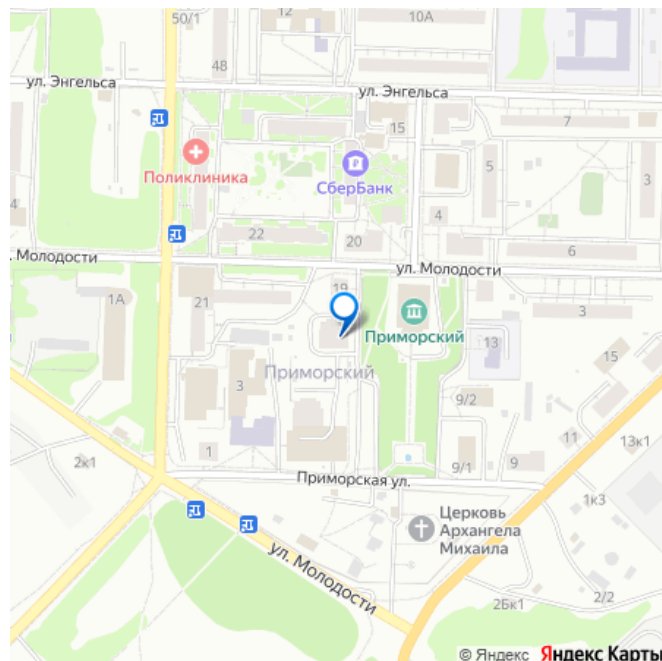 50/1
12
10А
48
ул. Энгельса
ул. Энгельса
15
7
Поликлиника
СберБанк
5
3
4
4
22
20
6
. Молодости
ул. Молодости
19
1А
21
Приморский
3
13
Приморский
15
3
9/2
11
13к1
1
2к1
9/1
9
Приморская ул.
1к3
Церковь
Архангела
Михаила
ул. Молодости
2Бк1
2/2
© Яндекс Яндекс Карты